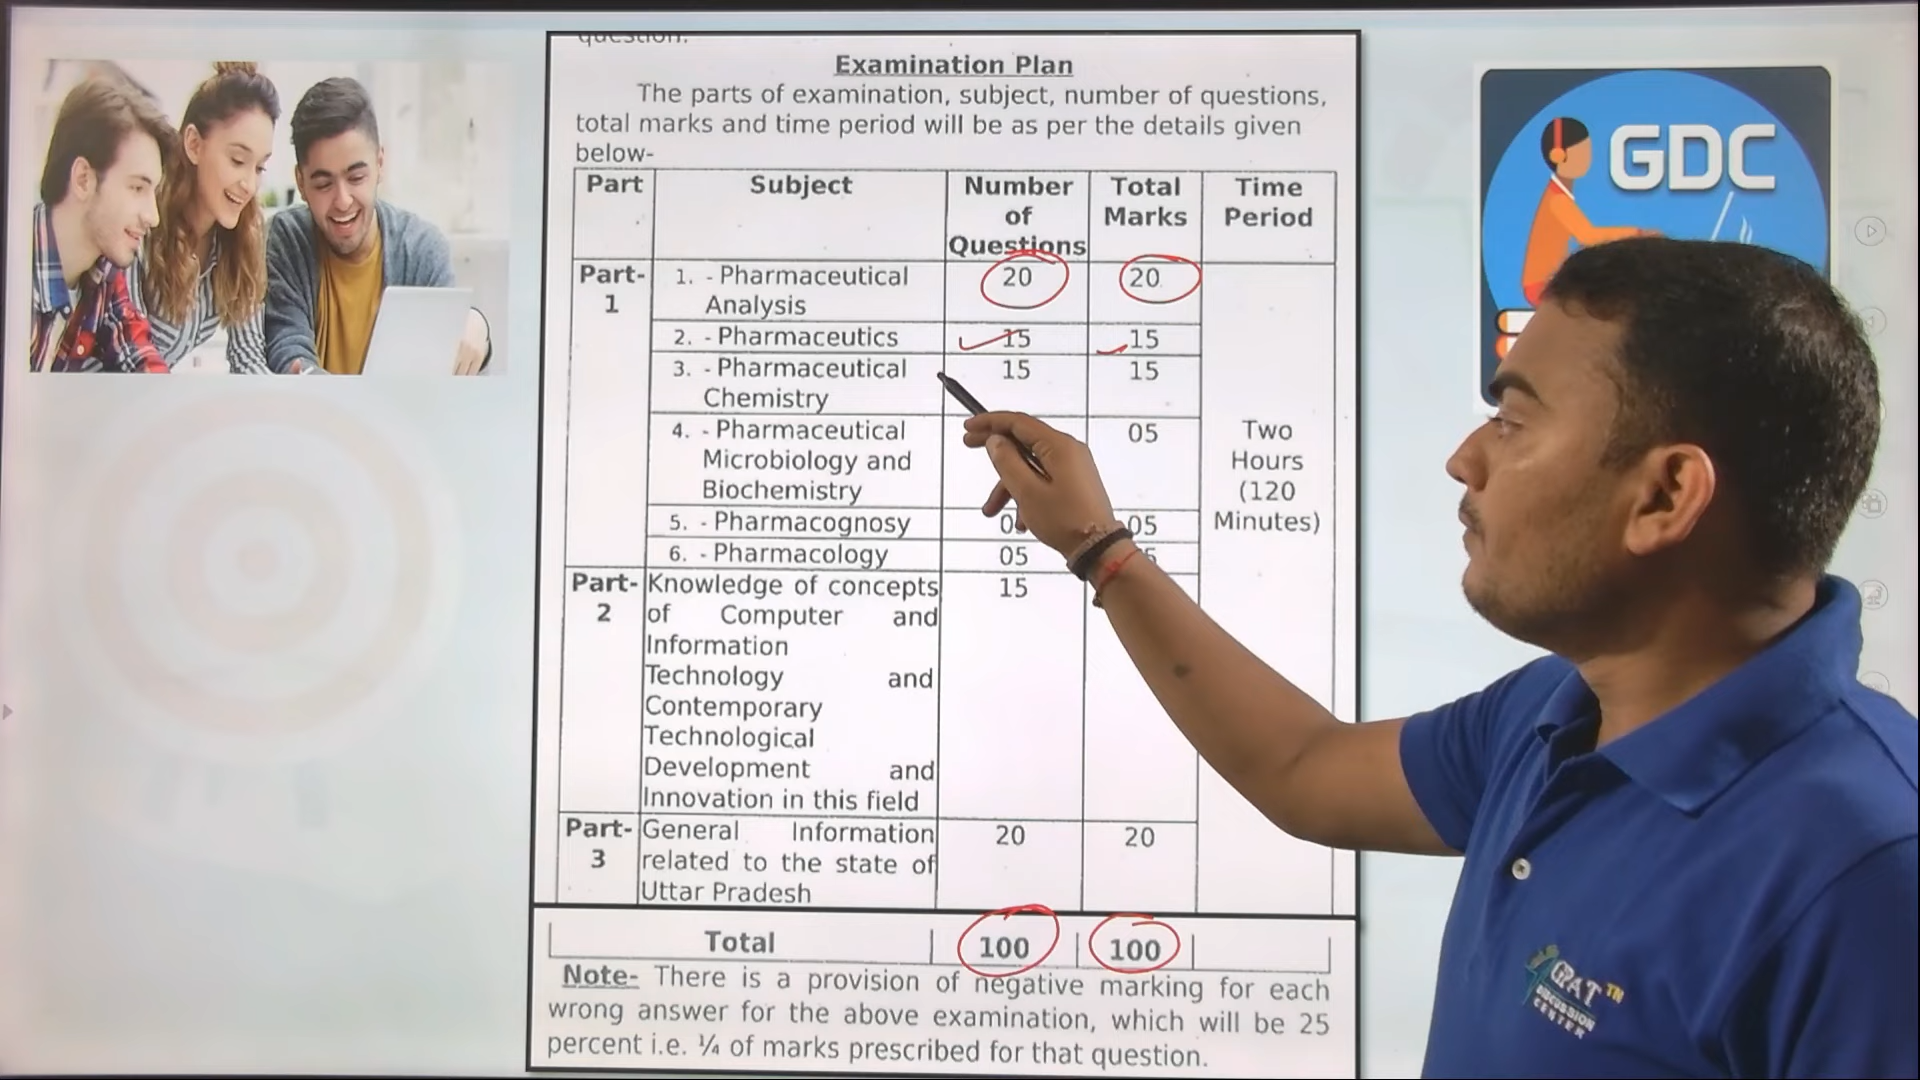 Examination Plan
The parts of examination, subject, number of questions,
total marks and time period will be as per the details given
below-
Part Subject Number of Questions Total Marks Time Period
Part-1 1. - Pharmaceutical Analysis 20 20
2. - Pharmaceutics 15 15
3. - Pharmaceutical Chemistry 15 15
4. - Pharmaceutical Microbiology and Biochemistry 05
Two Hours (120 Minutes)
5. - Pharmacognosy 05
6. - Pharmacology 05
Part-2 Knowledge of concepts 15
of Computer and
Information
Technology and
Contemporary
Technological
Development and
Innovation in this field
Part-3 General Information 20 20
related to the state of
Uttar Pradesh
Total 100 100
Note- There is a provision of negative marking for each
wrong answer for the above examination, which will be 25
percent i.e. ¼ of marks prescribed for that question.
GDC
GPAT
DISCUSSION
CENTER